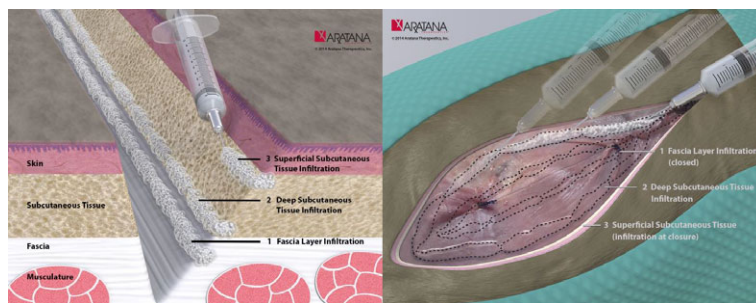 ARATANA
© 2014 Aratana Therapeutics, Inc.
3 Superficial Subcutaneous
Tissue Infiltration
Skin
2 Deep Subcutaneous
Tissue Infiltration
Subcutaneous Tissue
1 Fascia Layer Infiltration
Fascia
Musculature
ARATANA
© 2014 Aratana Therapeutics, Inc.
1 Fascia Layer Infiltration
(closed)
2 Deep Subcutaneous Tissue
Infiltration
3 Superficial Subcutaneous Tissue
(infiltration at closure)